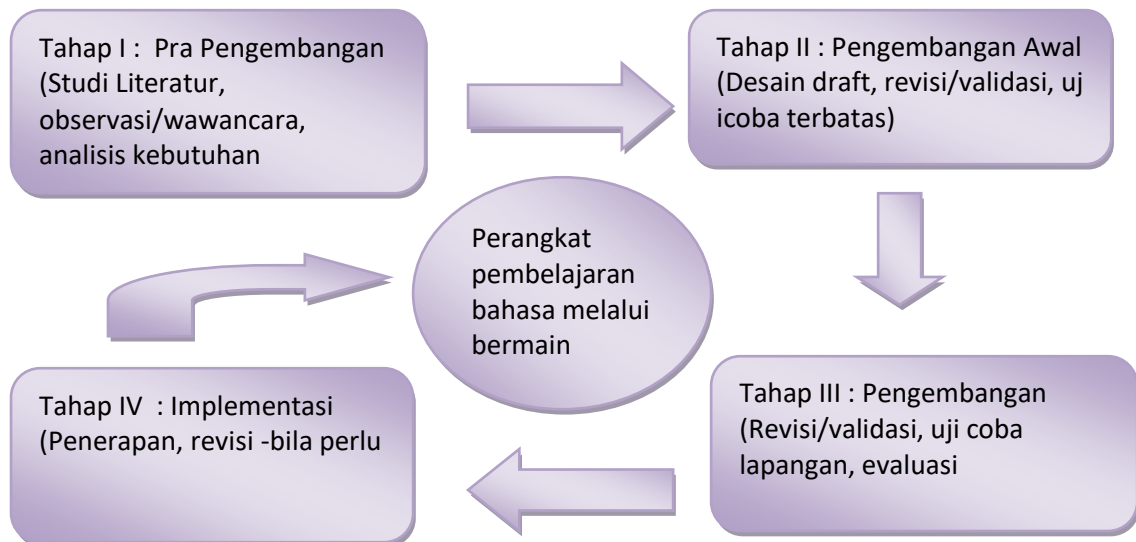 Tahap I : Pra Pengembangan
(Studi Literatur,
observasi/wawancara,
analisis kebutuhan
Tahap II : Pengembangan Awal
(Desain draft, revisi/validasi, uj
icoba terbatas)
Perangkat
pembelajaran
bahasa melalui
bermain
Tahap III : Pengembangan
(Revisi/validasi, uji coba
lapangan, evaluasi
Tahap IV : Implementasi
(Penerapan, revisi -bila perlu